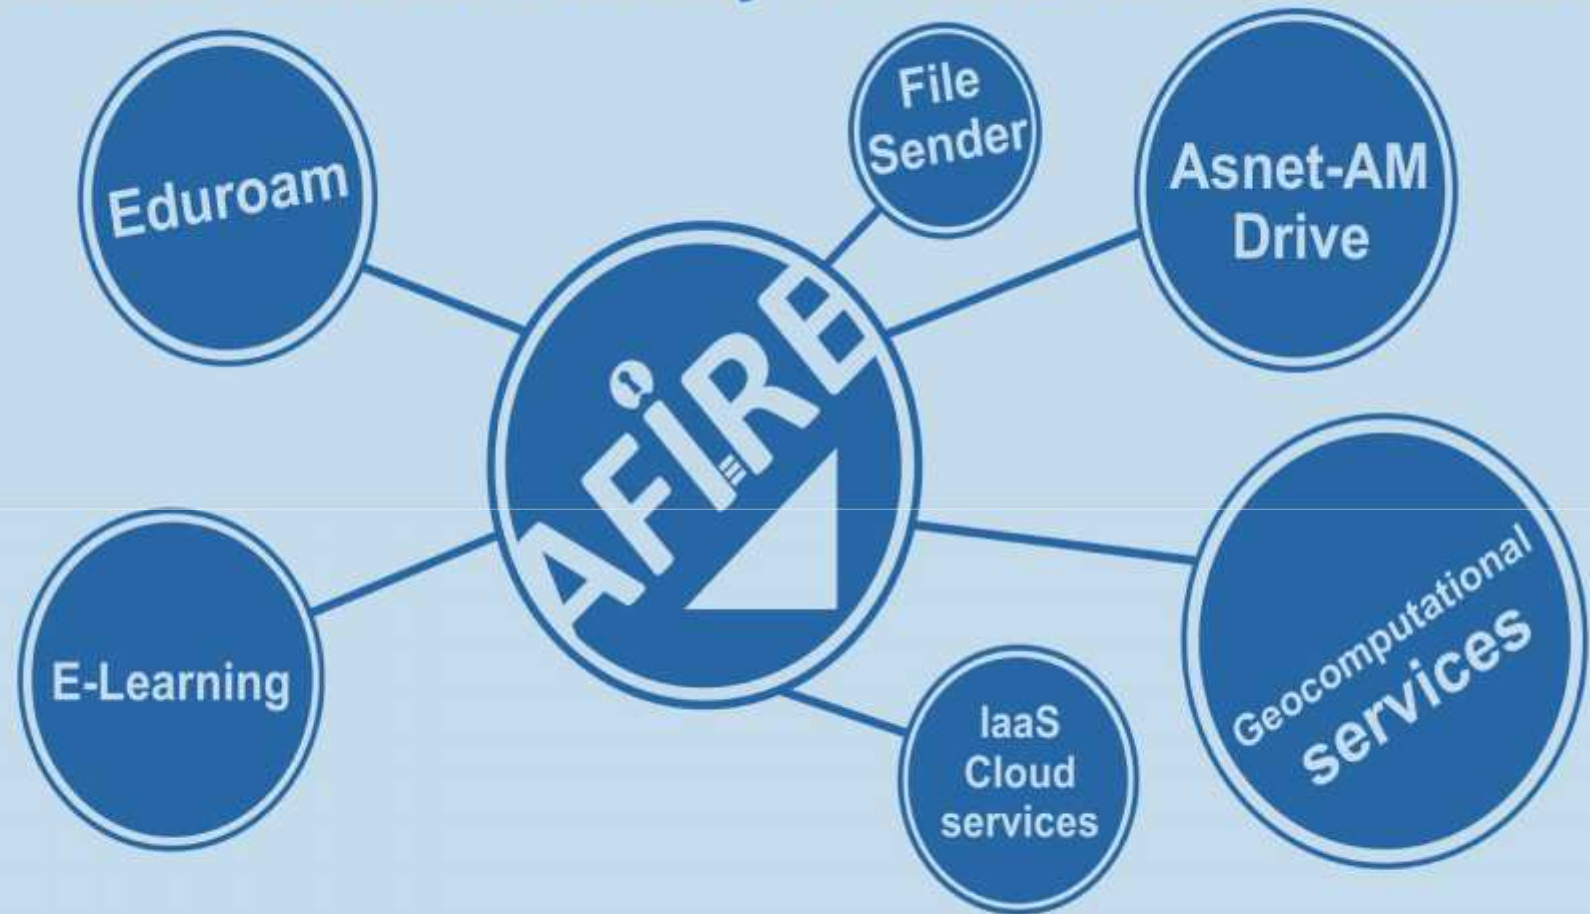 Eduroam
File
Sender
Asnet-AM
Drive
AFIRE
E-Learning
Geocomputational
services
IaaS
Cloud
services